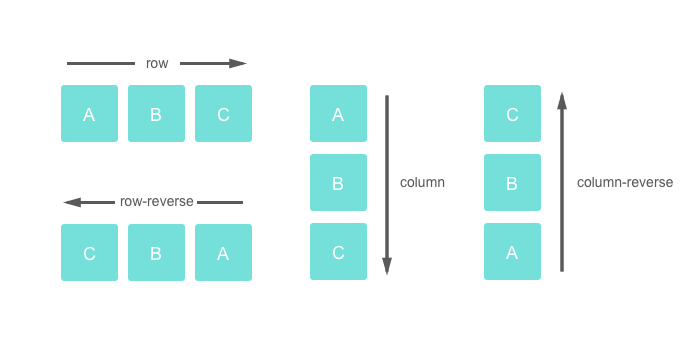 row
A B C
row-reverse
C B A
A
B
C
column
C
B
A
column-reverse